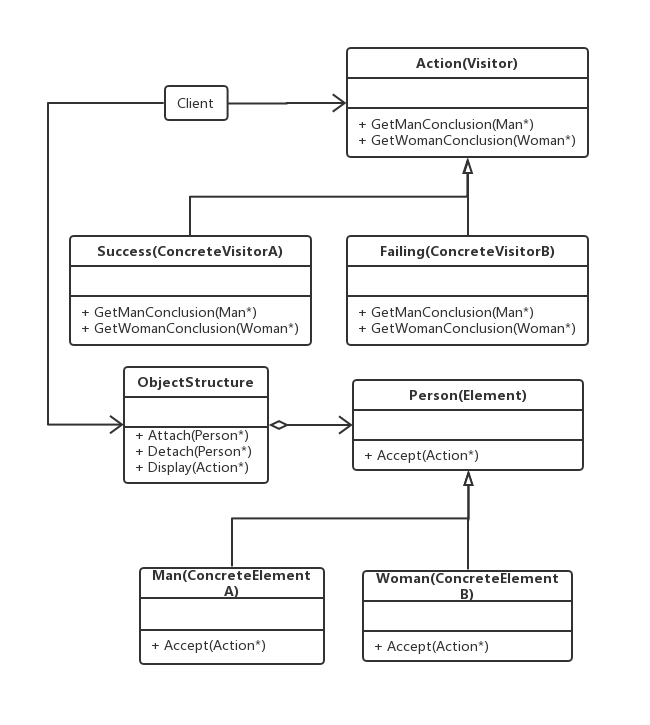 Action(Visitor)
Client
+ GetManConclusion(Man*)
+ GetWomanConclusion(Woman*)
Success(ConcreteVisitorA)
+ GetManConclusion(Man*)
+ GetWomanConclusion(Woman*)
Failing(ConcreteVisitorB)
+ GetManConclusion(Man*)
+ GetWomanConclusion(Woman*)
ObjectStructure
+ Attach(Person*)
+ Detach(Person*)
+ Display(Action*)
Person(Element)
+ Accept(Action*)
Man(ConcreteElement
A)
+ Accept(Action*)
Woman(ConcreteElement
B)
+ Accept(Action*)